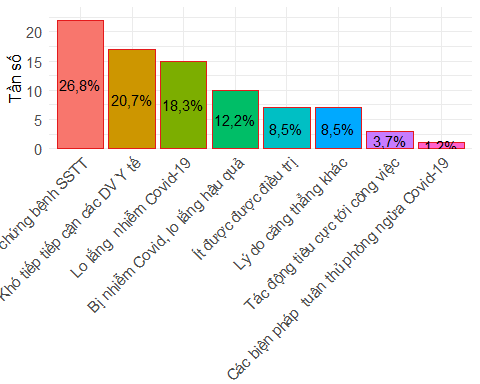 Tần số
20
15
10
5
0
26,8%
20,7%
18,3%
12,2%
8,5%
8,5%
3,7%
1,2%
chứng bệnh SSTT
Khó tiếp tiếp cận các DV Y tế
Lo lắng nhiễm Covid-19
Bị nhiễm Covid, lo lắng hậu quả
Ít được được điều trị
Lý do căng thẳng khác
Tác động tiêu cực tới công việc
Các biện pháp tuân thủ phòng ngừa Covid-19